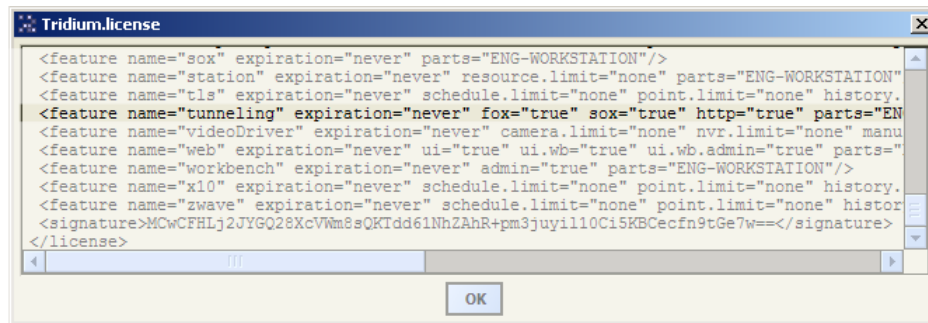 Tridium.license
<feature name="sox" expiration="never" parts="ENG-WORKSTATION"/>
<feature name="station" expiration="never" resource.limit="none" parts="ENG-WORKSTATION"
<feature name="tls" expiration="never" schedule.limit="none" point.limit="none" history.
<feature name="tunneling" expiration="never" fox="true" sox="true" http="true" parts="EN
<feature name="videoDriver" expiration="never" camera.limit="none" nvr.limit="none" manu
<feature name="web" expiration="never" ui="true" ui.wb="true" ui.wb.admin="true" parts="
<feature name="workbench" expiration="never" admin="true" parts="ENG-WORKSTATION"/>
<feature name="x10" expiration="never" schedule.limit="none" point.limit="none" history.
<feature name="zwave" expiration="never" schedule.limit="none" point.limit="none" histor
<signature>MCwCFHLj2JYGQ28XcVWm8sQKTdd61NhZAhR+pm3juyil10Ci5KBCecfn9tGe7w==</signature>
</license>
OK